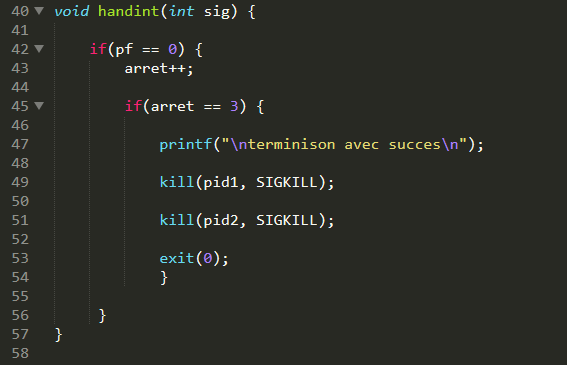 40 void handint(int sig) {
41
42 if(pf == 0) {
43 arret++;
44
45 if(arret == 3) {
46
47 printf("\nterminison avec succes\n");
48
49 kill(pid1, SIGKILL);
50
51 kill(pid2, SIGKILL);
52
53 exit(0);
54 }
55
56 }
57 }
58